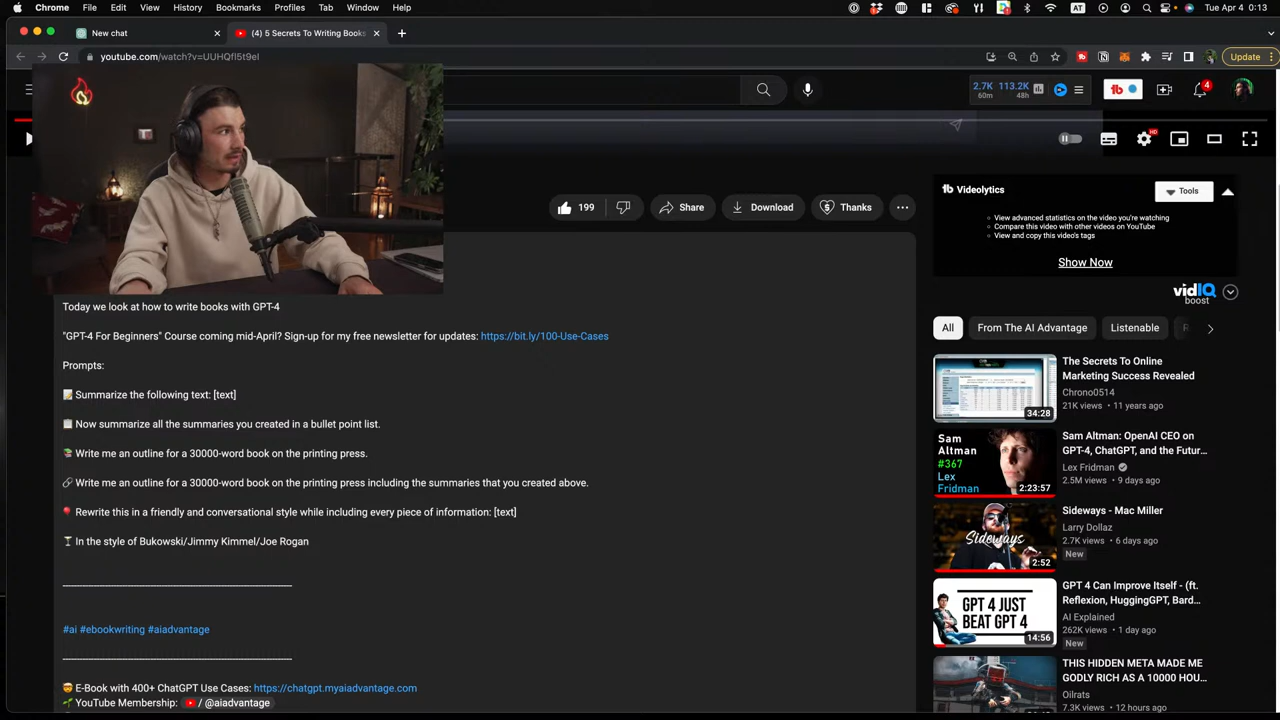 Chrome File Edit View History Bookmarks Profiles Tab Window Help AT Tue Apr 4 0:13
New chat
(4) 5 Secrets To Writing Books
youtube.com/watch?v=UUHQfl5t9eI
Update
2.7K 113.2K
60m 48h
4
HD
199 Share Download Thanks
Videolytics
Tools
View advanced statistics on the video you're watching
Compare this video with other videos on YouTube
View and copy this video's tags
Show Now
vidIQ
boost
All From The AI Advantage Listenable
Today we look at how to write books with GPT-4
"GPT-4 For Beginners" Course coming mid-April? Sign-up for my free newsletter for updates: https://bit.ly/100-Use-Cases
Prompts:
📝 Summarize the following text: [text]
📋 Now summarize all the summaries you created in a bullet point list.
📚 Write me an outline for a 30000-word book on the printing press.
🔗 Write me an outline for a 30000-word book on the printing press including the summaries that you created above.
🎈 Rewrite this in a friendly and conversational style while including every piece of information: [text]
🍸 In the style of Bukowski/Jimmy Kimmel/Joe Rogan
#ai #ebookwriting #aiadvantage
🤯 E-Book with 400+ ChatGPT Use Cases: https://chatgpt.myaiadvantage.com
🌱 YouTube Membership: / @aiadvantage
The Secrets To Online
Marketing Success Revealed
Chrono0514
21K views • 11 years ago
34:28
Sam
Altman
#367
Lex
Fridman
2:23:57
Sam Altman: OpenAI CEO on
GPT-4, ChatGPT, and the Futur...
Lex Fridman
2.5M views • 9 days ago
Sideways
2:52
Sideways - Mac Miller
Larry Dollaz
2.7K views • 6 days ago
New
GPT 4 JUST
BEAT GPT 4
14:56
GPT 4 Can Improve Itself - (ft.
Reflexion, HuggingGPT, Bard...
AI Explained
262K views • 1 day ago
New
THIS HIDDEN META MADE ME
GODLY RICH AS A 10000 HOU...
Oilrats
7.3K views • 12 hours ago